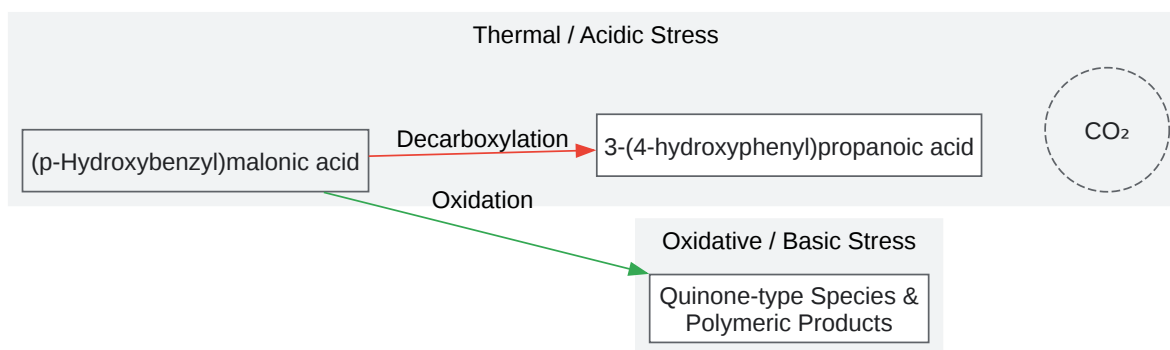 Thermal / Acidic Stress
CO₂
Decarboxylation
(p-Hydroxybenzyl)malonic acid
3-(4-hydroxyphenyl)propanoic acid
Oxidation
Oxidative / Basic Stress
Quinone-type Species &
Polymeric Products